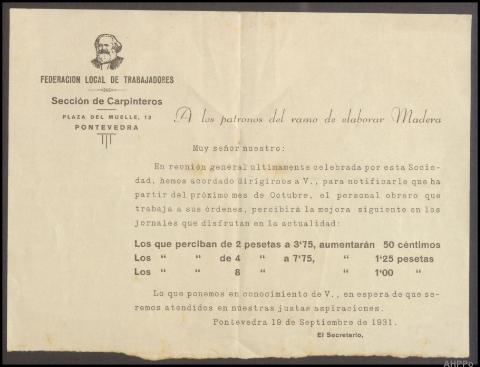 FEDERACION LOCAL DE TRABAJADORES
Sección de Carpinteros
PLAZA DEL MUELLE, 13
PONTEVEDRA
A los patronos del ramo de elaborar Madera
Muy señor nuestro:
En reunión general ultimamente celebrada por esta Socie-
dad, hemos acordado dirigirnos a V., para notificarle que ha
partir del próximo mes de Octubre, el personal obrero que
trabaja a sus órdenes, percibirá la mejora siguiente en los
jornales que disfrutan en la actualidad:
Los que perciban de 2 pesetas a 3'75, aumentarán 50 céntimos
Los “ “ de 4 “ a 7'75, “ 1'25 pesetas
Los “ “ 8 “ “ 1'00 “
Lo que ponemos en conocimiento de V., en espera de que se-
remos atendidos en nuestras justas aspiraciones.
Pontevedra 19 de Septiembre de 1931.
El Secretario,
AHPPo